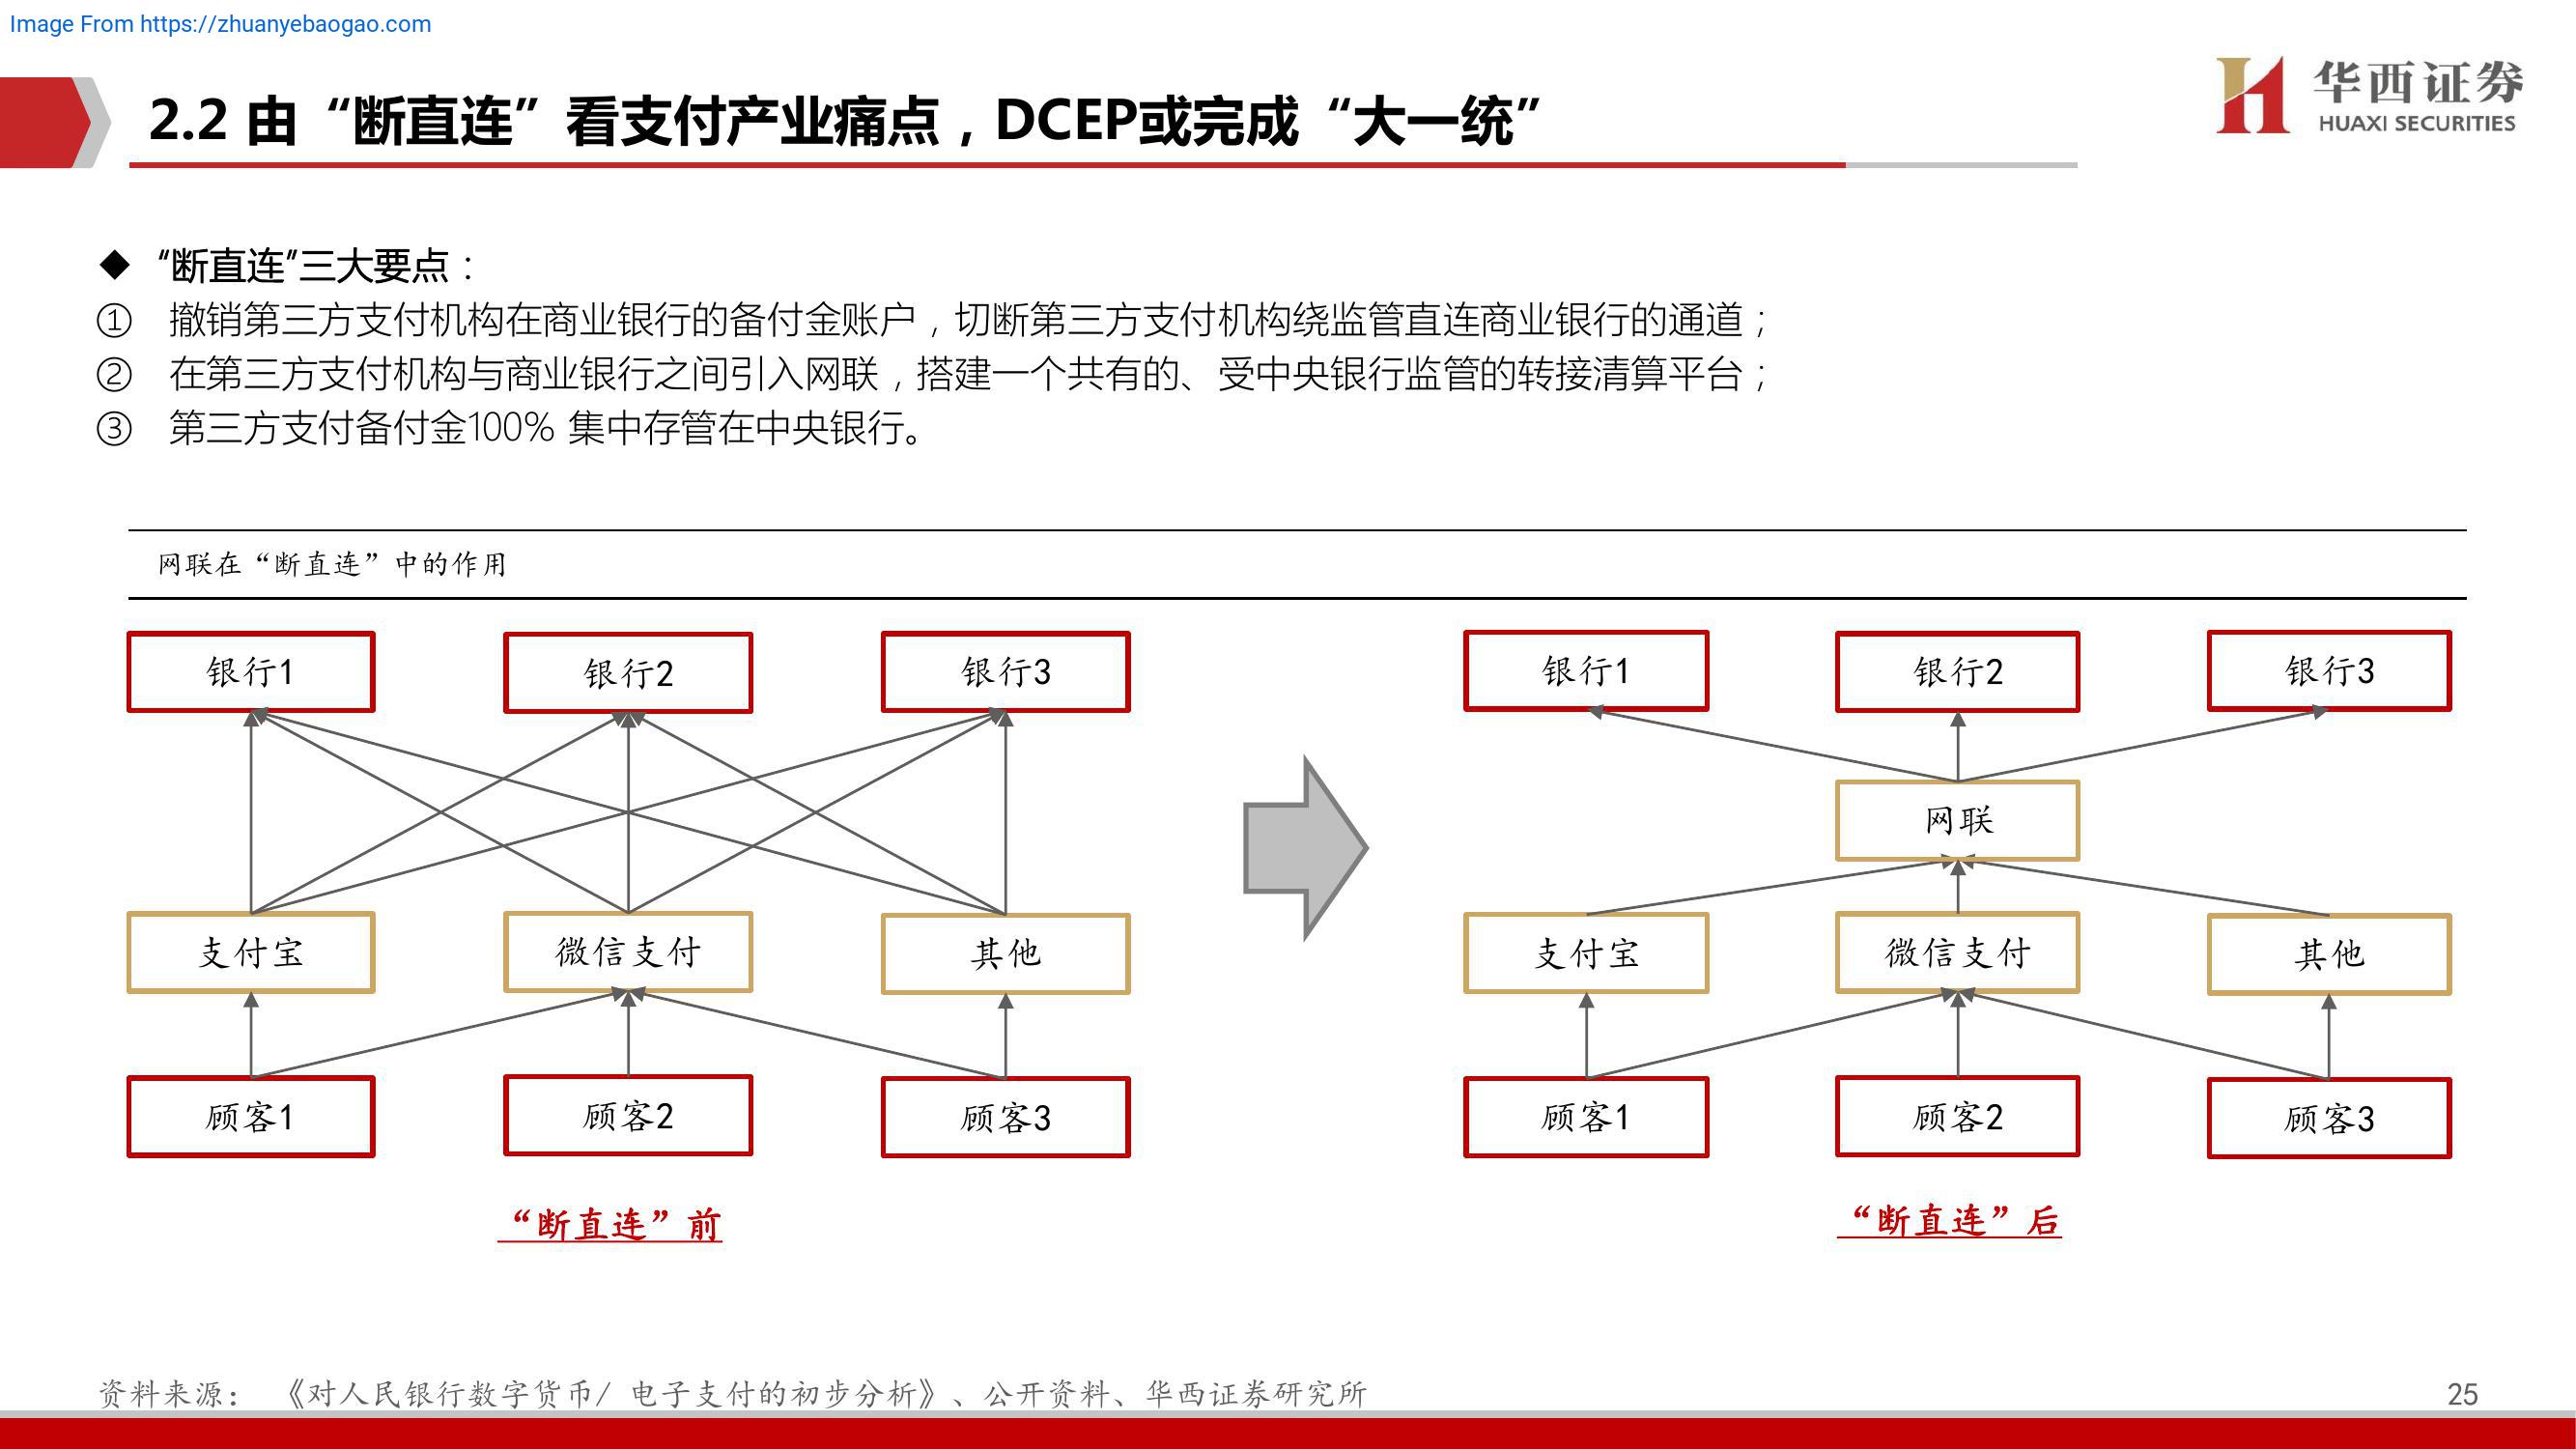 Image From https://zhuanyebaogao.com
华西证券
HUAXI SECURITIES
2.2 由“断直连”看支付产业痛点，DCEP或完成“大一统”
◆ “断直连”三大要点：
① 撤销第三方支付机构在商业银行的备付金账户，切断第三方支付机构绕监管直连商业银行的通道；
② 在第三方支付机构与商业银行之间引入网联，搭建一个共有的、受中央银行监管的转接清算平台；
③ 第三方支付备付金100% 集中存管在中央银行。
网联在“断直连”中的作用
银行1 银行2 银行3
支付宝 微信支付 其他
顾客1 顾客2 顾客3
“断直连”前
银行1 银行2 银行3
网联
支付宝 微信支付 其他
顾客1 顾客2 顾客3
“断直连”后
资料来源： 《对人民银行数字货币/ 电子支付的初步分析》、公开资料、华西证券研究所
25